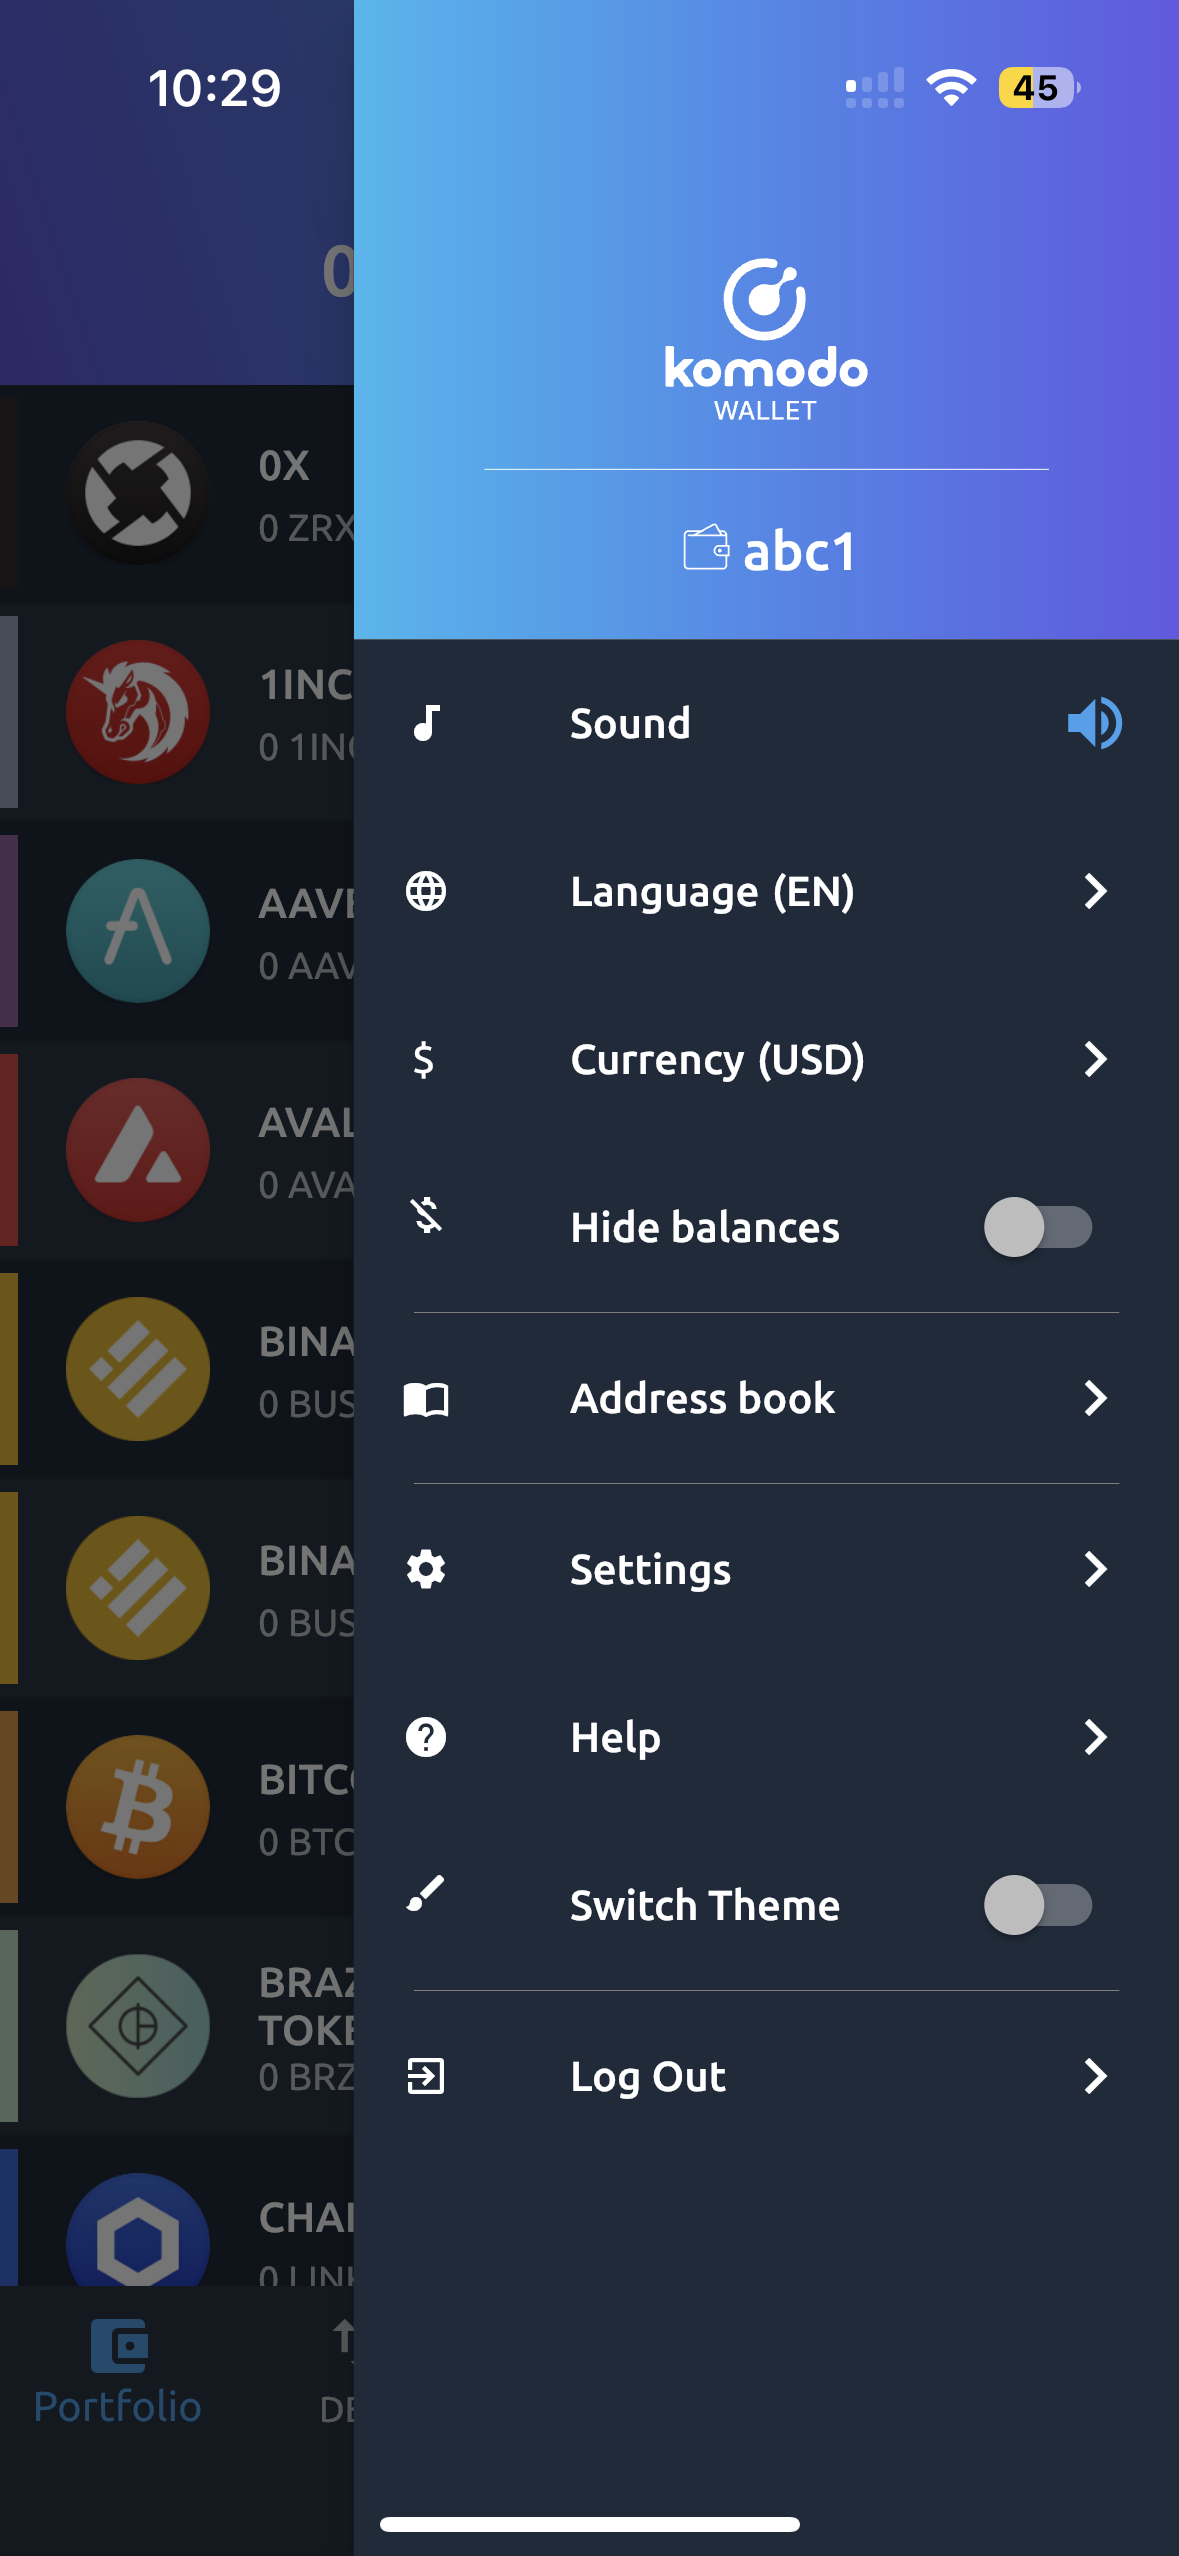 10:29
45
0
komodo
WALLET
abc1
0X
0 ZRX
1INC
0 1IN
AAVE
0 AAV
AVAL
0 AVA
BINA
0 BUS
BINA
0 BUS
BITC
0 BTC
BRAZ
TOKE
0 BRZ
CHAI
0 LINK
Portfolio
DE
Sound
Language (EN)
$ Currency (USD)
Hide balances
Address book
Settings
Help
Switch Theme
Log Out